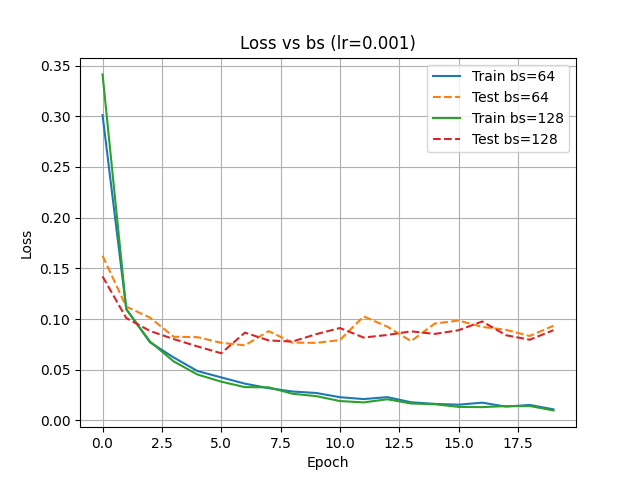 Loss vs bs (lr=0.001)
Train bs=64
Test bs=64
Train bs=128
Test bs=128
0.35
0.30
0.25
0.20
0.15
0.10
0.05
0.00
Loss
0.0 2.5 5.0 7.5 10.0 12.5 15.0 17.5
Epoch